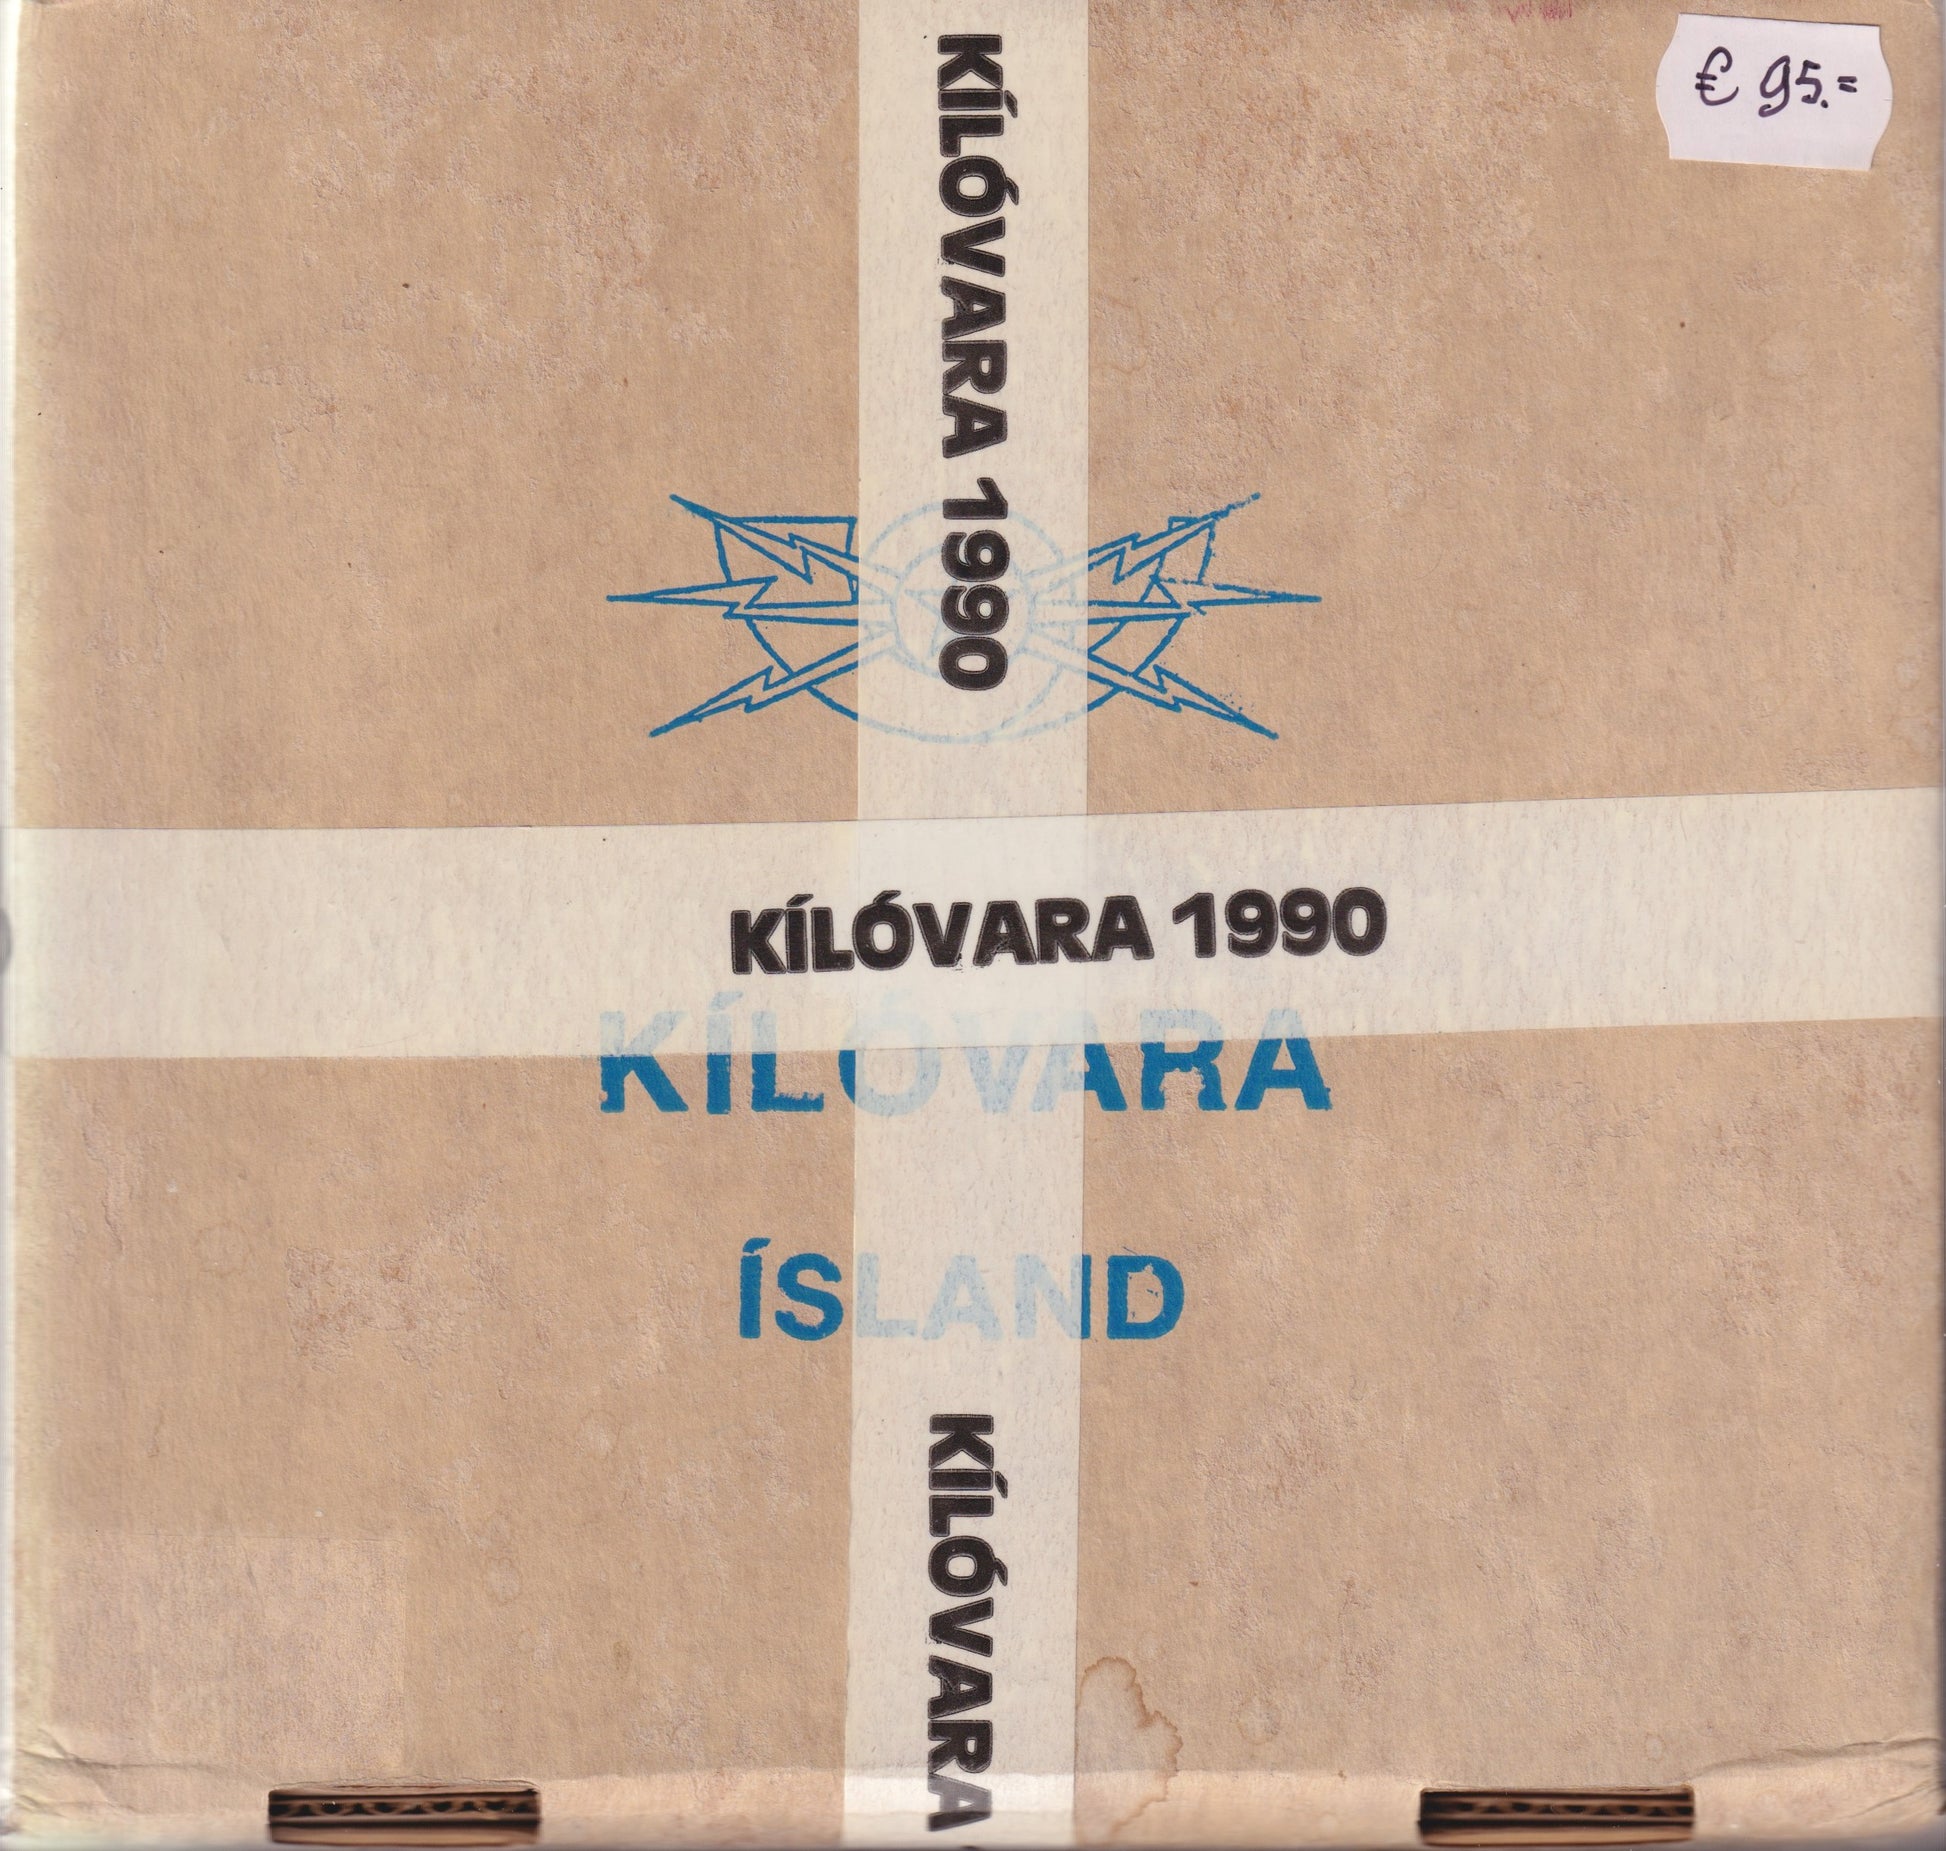 € 95.=
KÍLÓVARA 1990
KÍLÓVARA 1990
KÍLÓVARA
ÍSLAND
KÍLÓVARA